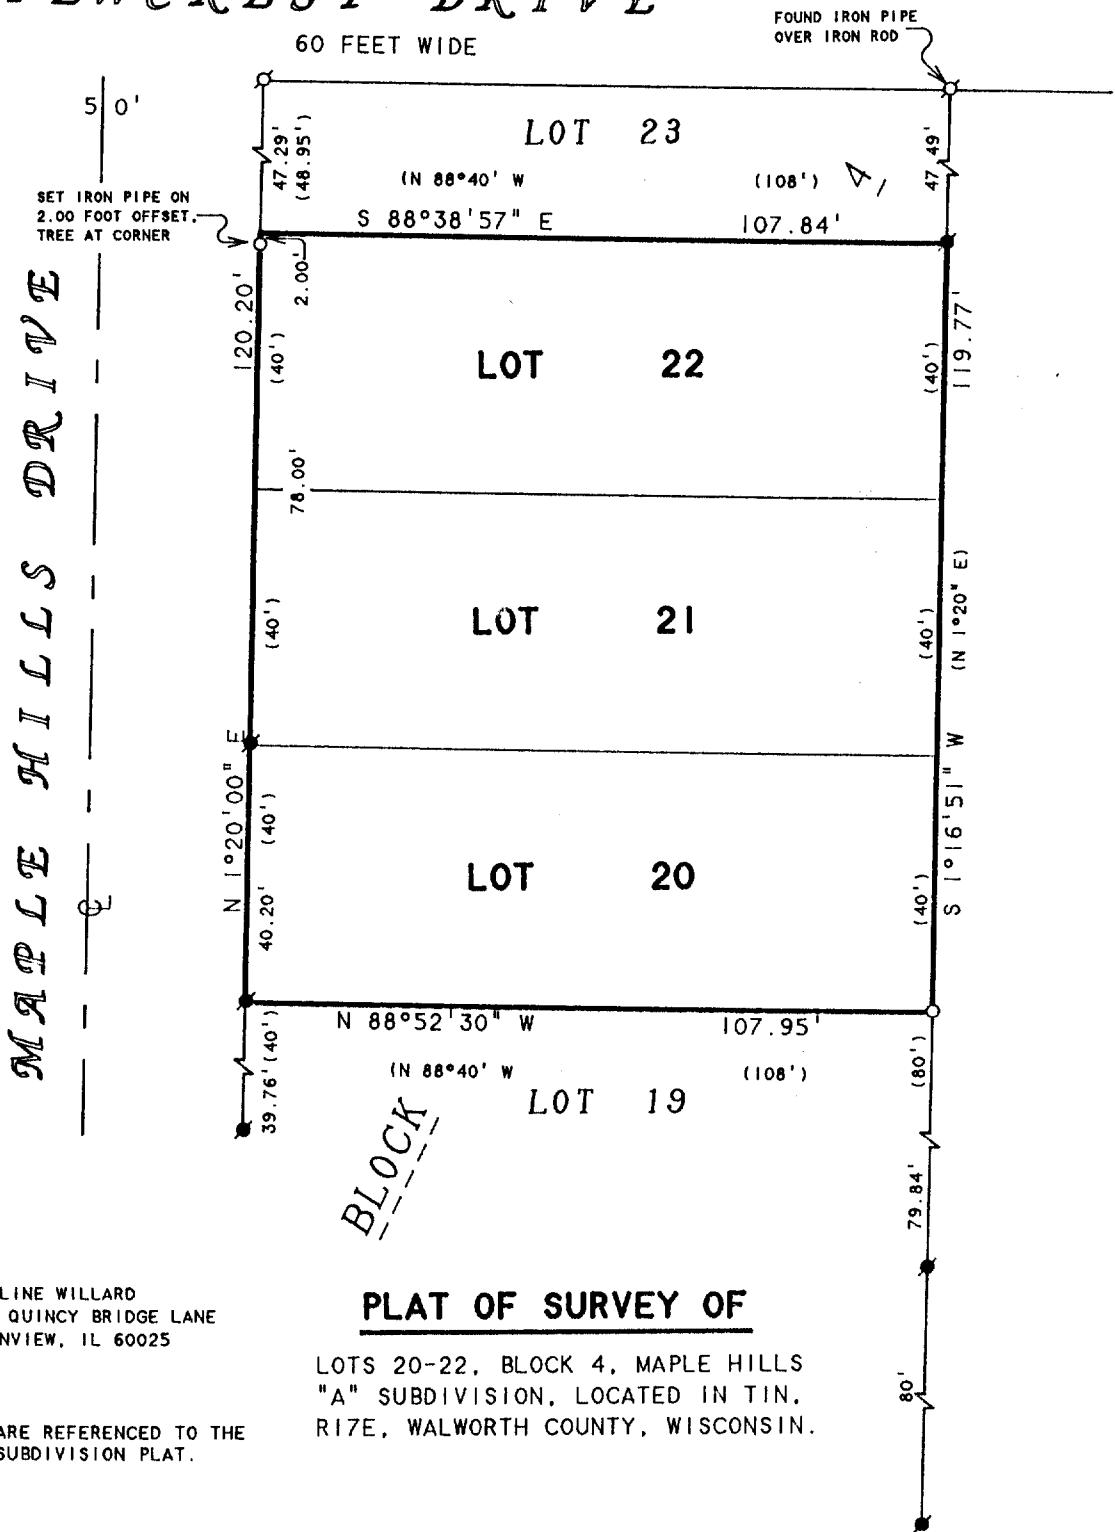 DRIVE
60 FEET WIDE
FOUND IRON PIPE
OVER IRON ROD
50'
LOT 23
47.29'
(48.95')
47.49'
(N 88°40' W
(108')
4,
SET IRON PIPE ON
2.00 FOOT OFFSET.
TREE AT CORNER
S 88°38'57" E
107.84'
2.00'
120.20'
(40')
(40')
119.77'
LOT 22
MAPLE HILLS DRIVE
78.00'
(40')
LOT 21
(40')
(N 1°20" E)
N 1°20'00" E
(40')
40.20'
LOT 20
(40')
S 1°16'51" W
N 88°52'30" W
107.95'
(40')
39.76'
(N 88°40' W
(108')
(80')
LOT 19
BLOCK
79.84'
LINE WILLARD
QUINCY BRIDGE LANE
NVIEW, IL 60025
PLAT OF SURVEY OF
LOTS 20-22, BLOCK 4, MAPLE HILLS
"A" SUBDIVISION, LOCATED IN T1N,
R17E, WALWORTH COUNTY, WISCONSIN.
80'
ARE REFERENCED TO THE
SUBDIVISION PLAT.